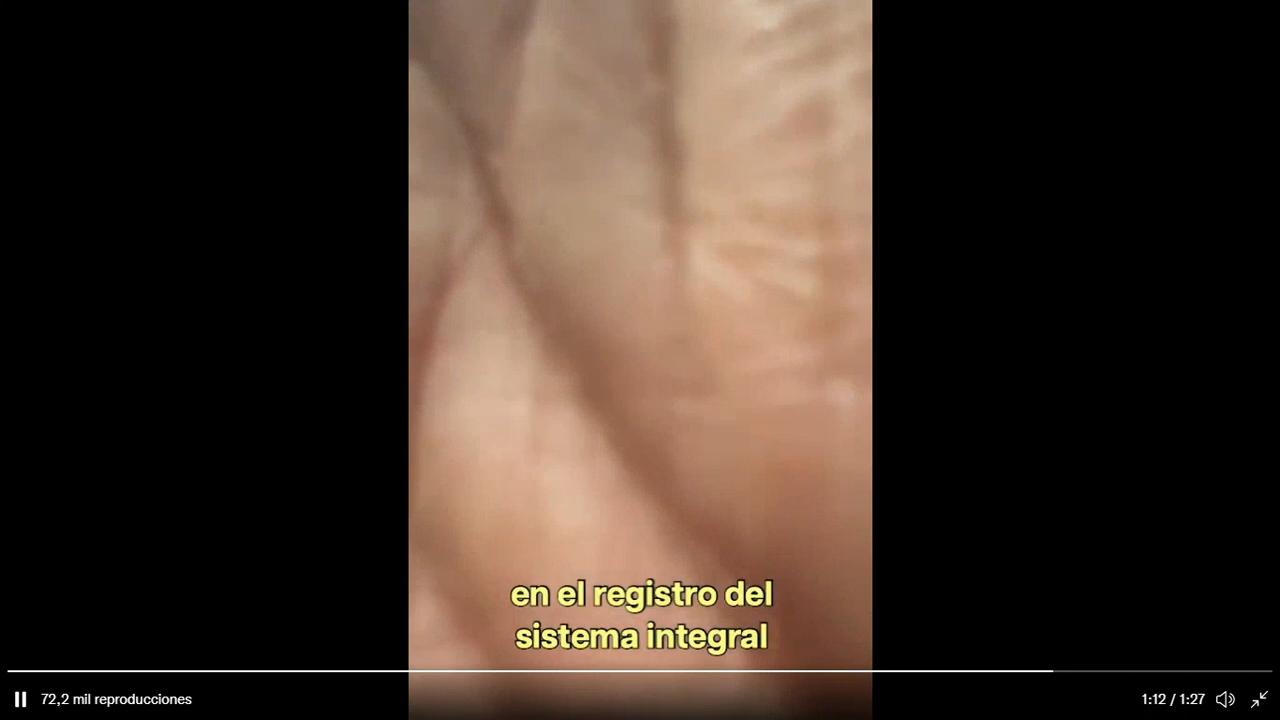 en el registro del
sistema integral
72,2 mil reproducciones
1:12 / 1:27